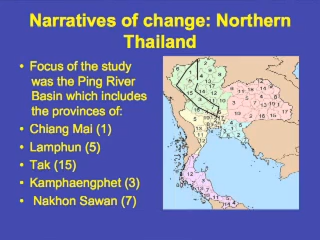 Narratives of change: Northern
Thailand
• Focus of the study
was the Ping River
Basin which includes
the provinces of:
• Chiang Mai (1)
• Lamphun (5)
• Tak (15)
• Kamphaengphet (3)
• Nakhon Sawan (7)